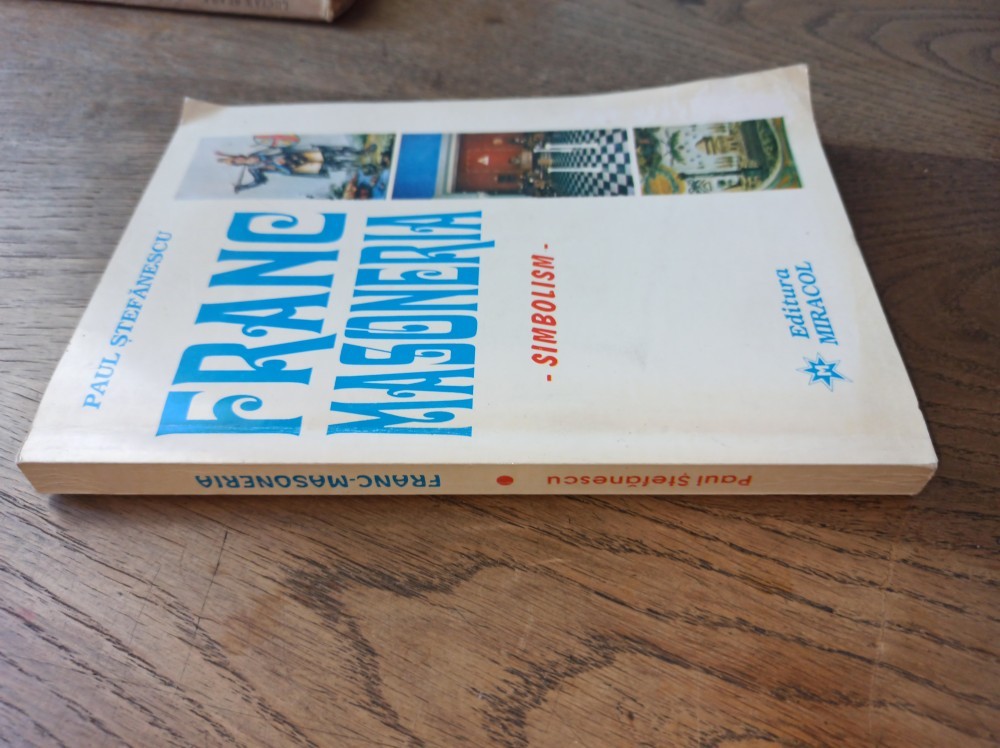 PAUL ȘTEFĂNESCU
FRANC
MASONERIA
- SIMBOLISM -
Editura
MIRACOL
Paul Ștefănescu • FRANC-MASONERIA